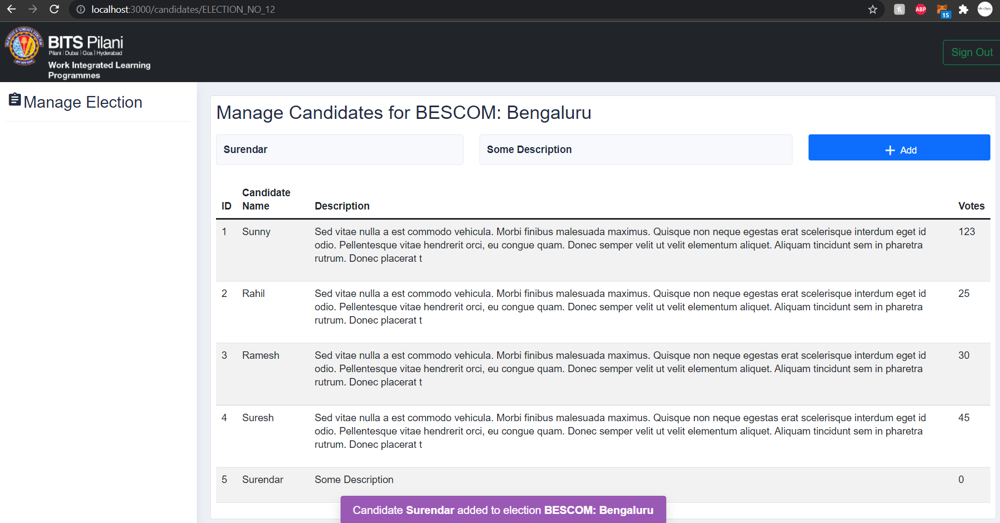 localhost:3000/candidates/ELECTION_NO_12
ABP
15
BITS Pilani
Pilani | Dubai | Goa | Hyderabad
Work Integrated Learning
Programmes
Sign Out
Manage Election
Manage Candidates for BESCOM: Bengaluru
Surendar
Some Description
+ Add
Candidate
ID Name Description Votes
1 Sunny Sed vitae nulla a est commodo vehicula. Morbi finibus malesuada maximus. Quisque non neque egestas erat scelerisque interdum eget id 123
odio. Pellentesque vitae hendrerit orci, eu congue quam. Donec semper velit ut velit elementum aliquet. Aliquam tincidunt sem in pharetra
rutrum. Donec placerat t
2 Rahil Sed vitae nulla a est commodo vehicula. Morbi finibus malesuada maximus. Quisque non neque egestas erat scelerisque interdum eget id 25
odio. Pellentesque vitae hendrerit orci, eu congue quam. Donec semper velit ut velit elementum aliquet. Aliquam tincidunt sem in pharetra
rutrum. Donec placerat t
3 Ramesh Sed vitae nulla a est commodo vehicula. Morbi finibus malesuada maximus. Quisque non neque egestas erat scelerisque interdum eget id 30
odio. Pellentesque vitae hendrerit orci, eu congue quam. Donec semper velit ut velit elementum aliquet. Aliquam tincidunt sem in pharetra
rutrum. Donec placerat t
4 Suresh Sed vitae nulla a est commodo vehicula. Morbi finibus malesuada maximus. Quisque non neque egestas erat scelerisque interdum eget id 45
odio. Pellentesque vitae hendrerit orci, eu congue quam. Donec semper velit ut velit elementum aliquet. Aliquam tincidunt sem in pharetra
rutrum. Donec placerat t
5 Surendar Some Description 0
Candidate Surendar added to election BESCOM: Bengaluru